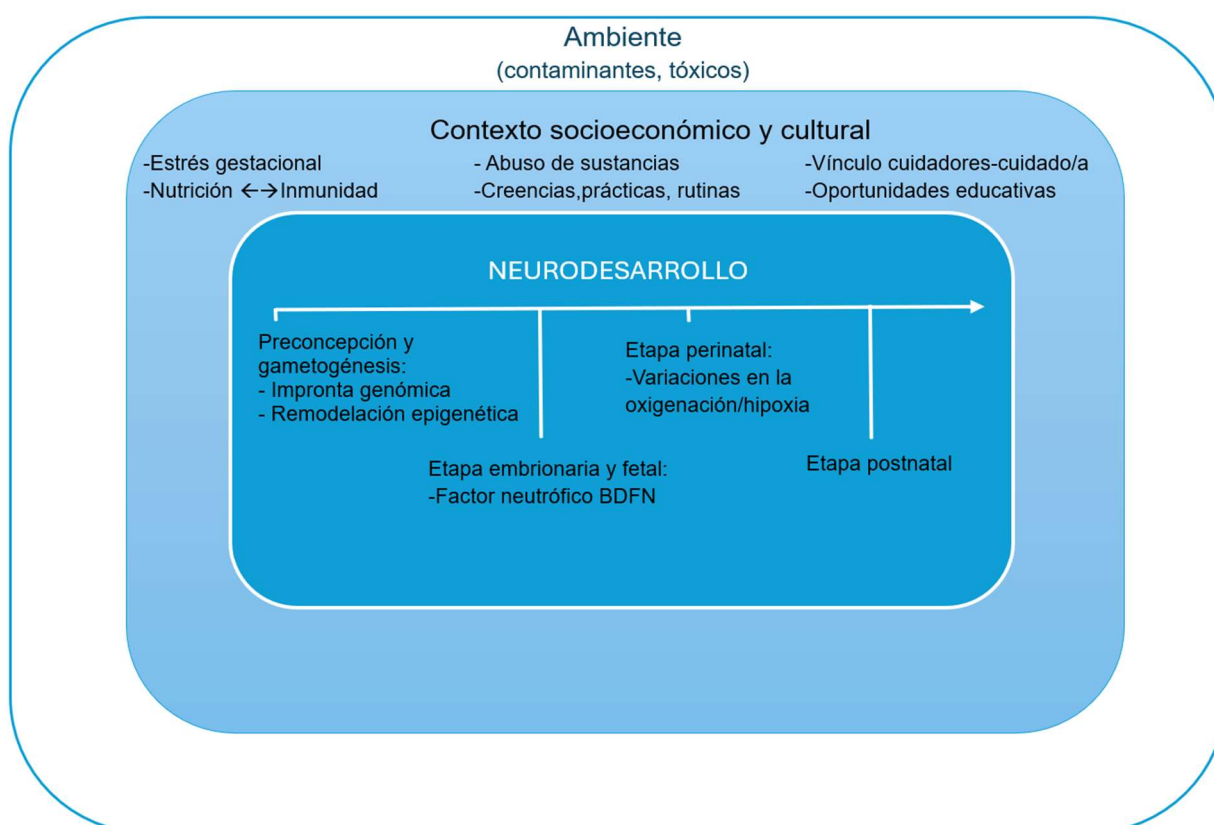 Ambiente
(contaminantes, tóxicos)
Contexto socioeconómico y cultural
-Estrés gestacional
-Nutrición ←→Inmunidad
- Abuso de sustancias
-Creencias,prácticas, rutinas
-Vínculo cuidadores-cuidado/a
-Oportunidades educativas
NEURODESARROLLO
Preconcepción y
gametogénesis:
- Impronta genómica
- Remodelación epigenética
Etapa embrionaria y fetal:
-Factor neutrófico BDFN
Etapa perinatal:
-Variaciones en la
oxigenación/hipoxia
Etapa postnatal